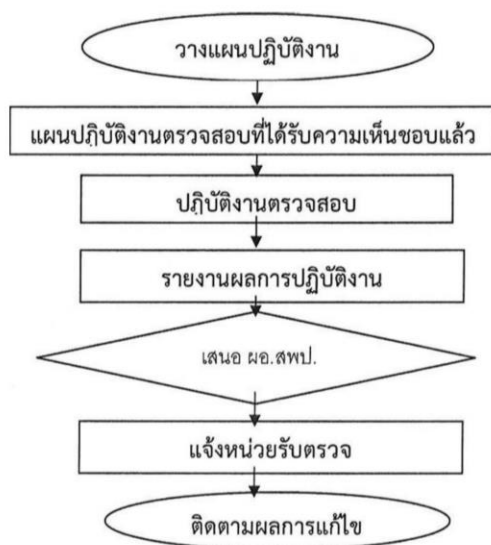 วางแผนปฏิบัติงาน
แผนปฏิบัติงานตรวจสอบที่ได้รับความเห็นชอบแล้ว
ปฏิบัติงานตรวจสอบ
รายงานผลการปฏิบัติงาน
เสนอ ผอ.สพป.
แจ้งหน่วยรับตรวจ
ติดตามผลการแก้ไข